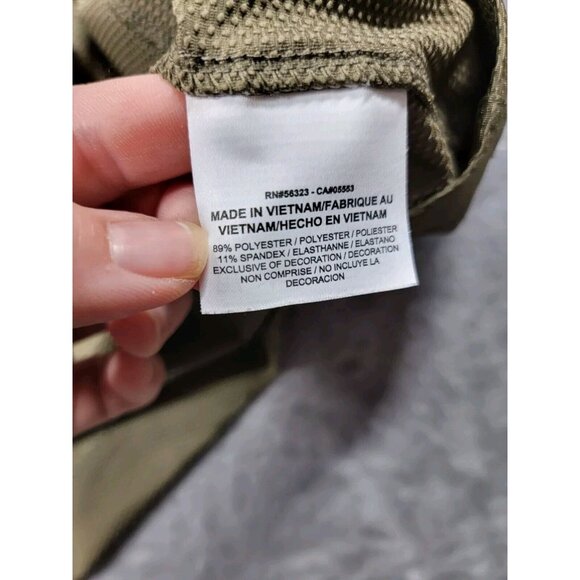 RN#56323 - CA#05553
MADE IN VIETNAM/FABRIQUE AU
VIETNAM/HECHO EN VIETNAM
89% POLYESTER / POLYESTER / POLIESTER
11% SPANDEX / ELASTHANNE / ELASTANO
EXCLUSIVE OF DECORATION / DECORATION
NON COMPRISE / NO INCLUYE LA
DECORACION